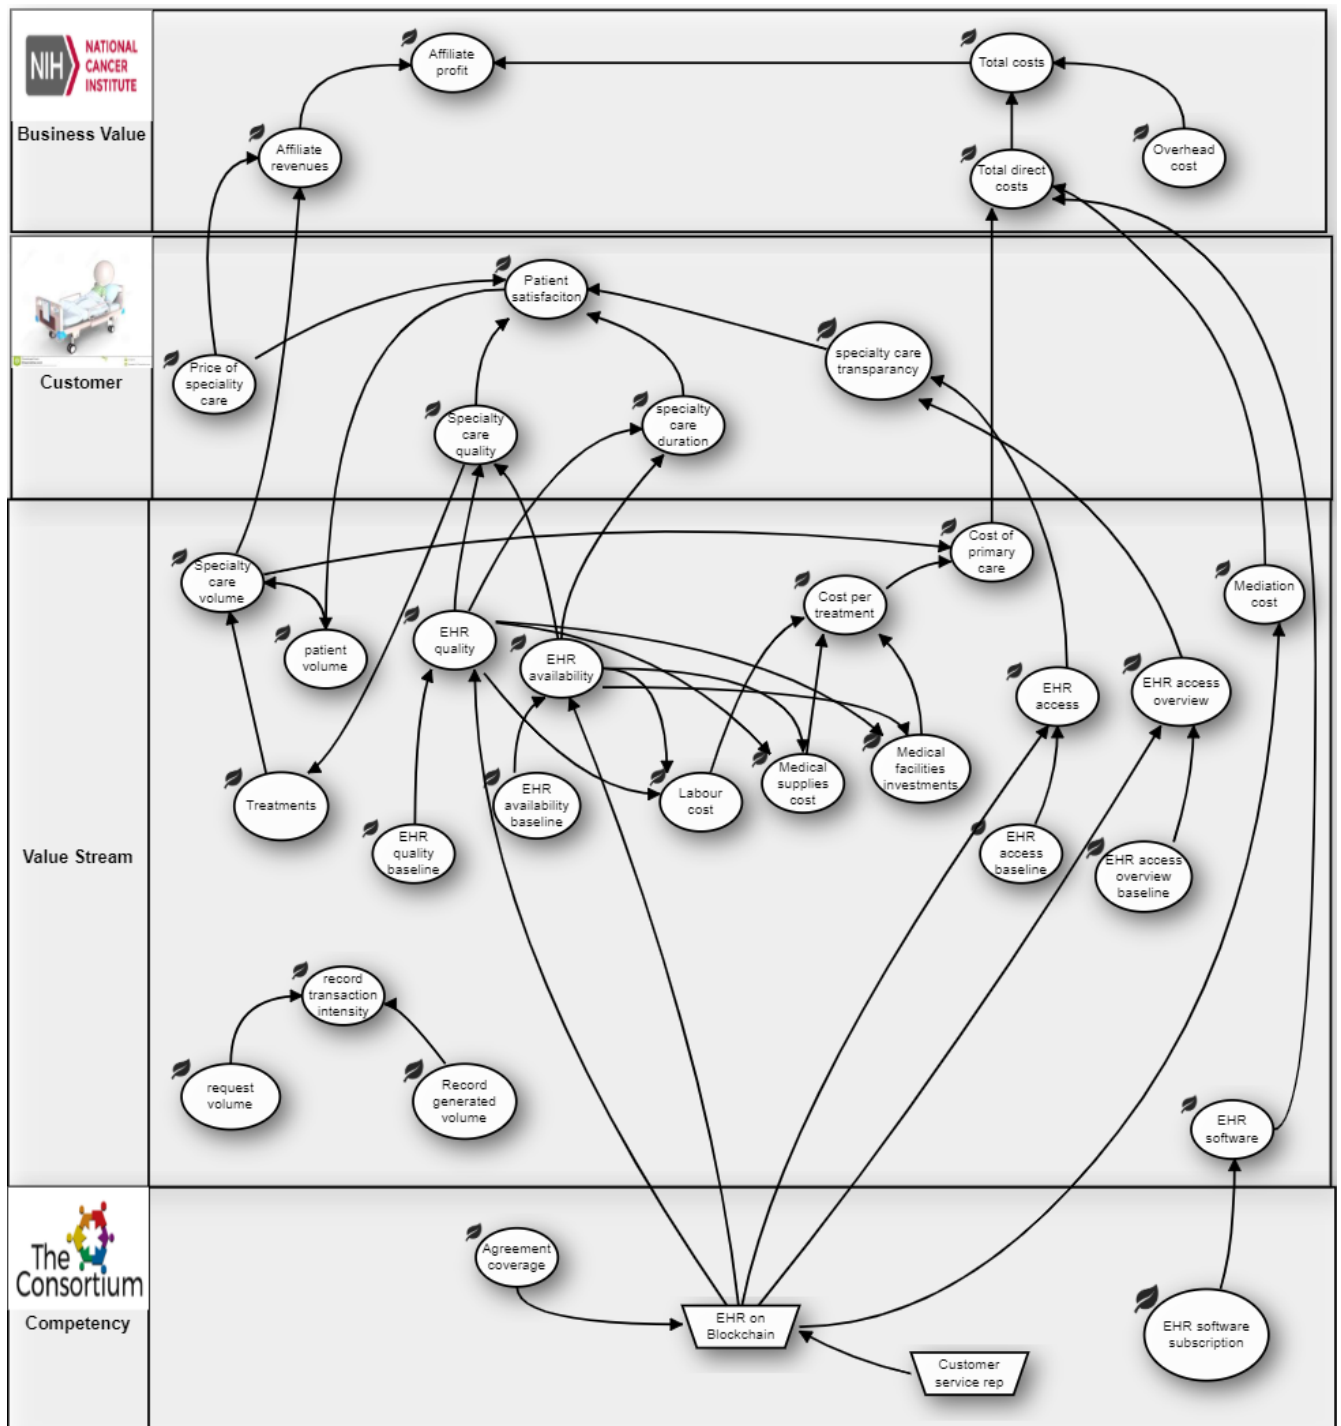 NIH
NATIONAL
CANCER
INSTITUTE
Business Value
Affiliate
profit
Total costs
Affiliate
revenues
Total direct
costs
Overhead
cost
Customer
Patient
satisfaciton
specialty care
transparancy
Price of
speciality
care
Specialty
care
quality
specialty
care
duration
Value Stream
Specialty
care
volume
patient
volume
EHR
quality
EHR
availability
Cost per
treatment
Cost of
primary
care
Mediation
cost
EHR
access
EHR access
overview
Treatments
EHR
quality
baseline
EHR
availability
baseline
Labour
cost
Medical
supplies
cost
Medical
facilities
investments
EHR
access
baseline
EHR access
overview
baseline
record
transaction
intensity
request
volume
Record
generated
volume
EHR
software
The
Consortium
Competency
Agreement
coverage
EHR on
Blockchain
Customer
service rep
EHR software
subscription